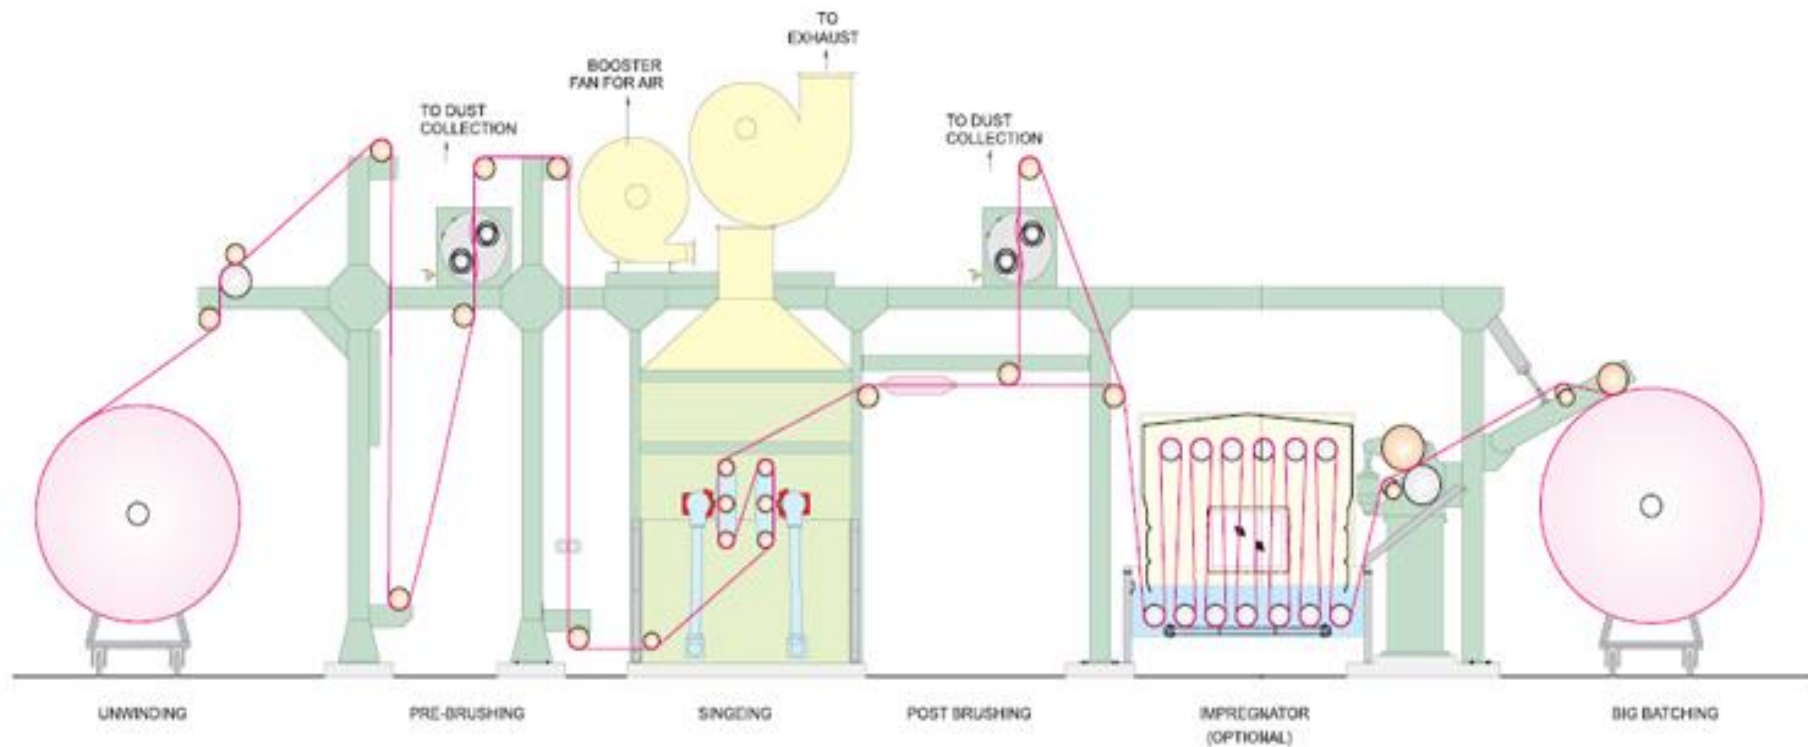 TO
EXHAUST
BOOSTER
FAN FOR AIR
TO DUST
COLLECTION
TO DUST
COLLECTION
UNWINDING
PRE-BRUSHING
SINGEING
POST BRUSHING
IMPREGNATOR
(OPTIONAL)
BIG BATCHING